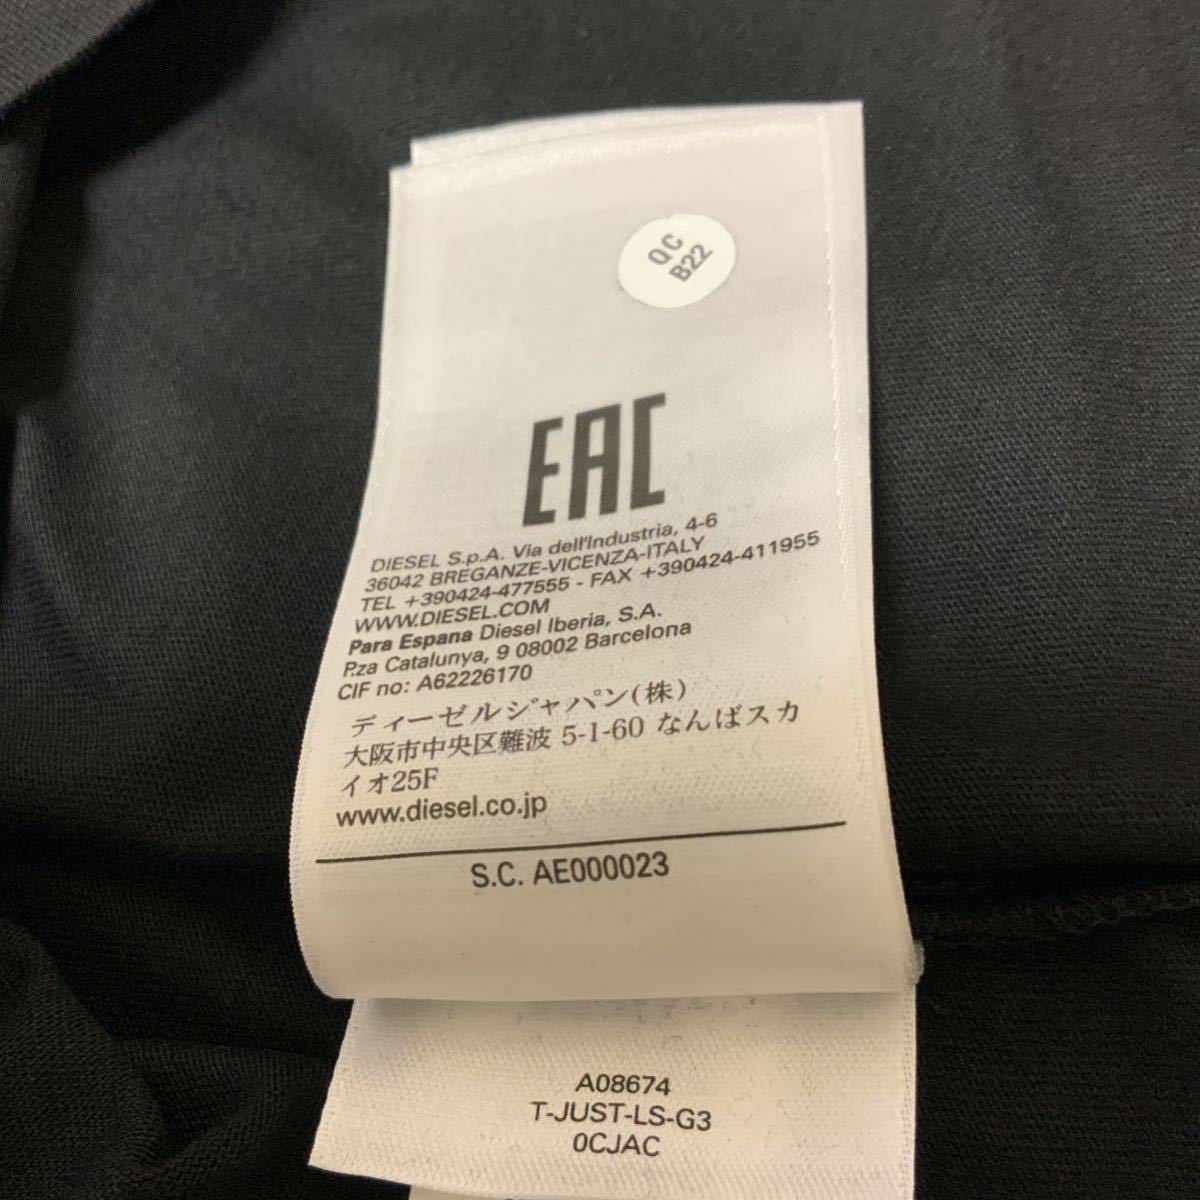 QC
B22
EAC
DIESEL S.p.A. Via dell'Industria, 4-6
36042 BREGANZE-VICENZA-ITALY
TEL +390424-477555 - FAX +390424-411955
WWW.DIESEL.COM
Para Espana Diesel Iberia, S.A.
P.za Catalunya, 9 08002 Barcelona
CIF no: A62226170
ディーゼルジャパン(株)
大阪市中央区難波 5-1-60 なんばスカ
イオ25F
www.diesel.co.jp
S.C. AE000023
A08674
T-JUST-LS-G3
0CJAC